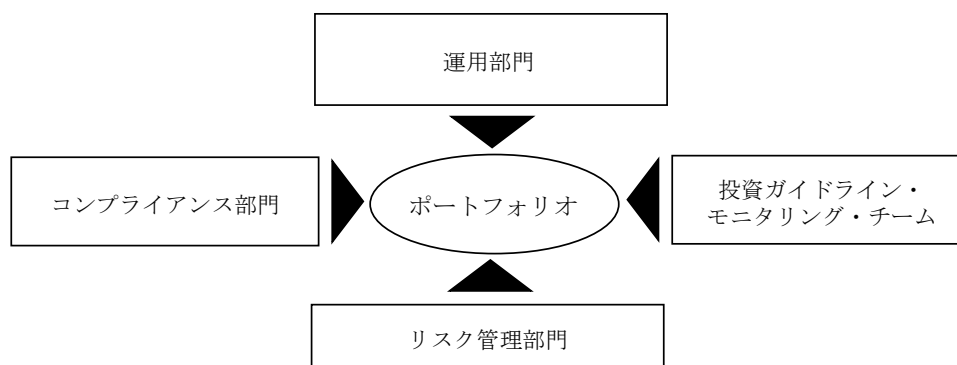 運用部門
コンプライアンス部門
ポートフォリオ
投資ガイドライン・
モニタリング・チーム
リスク管理部門